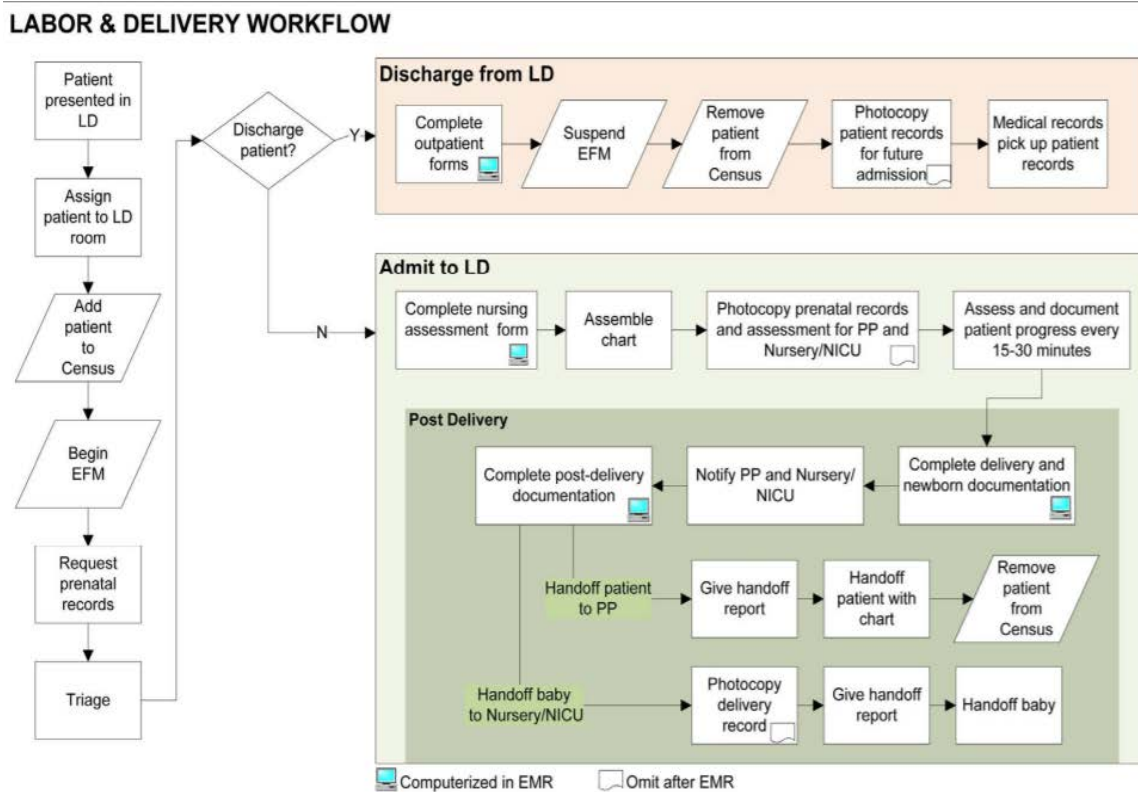 LABOR & DELIVERY WORKFLOW
Patient
presented in
LD
Assign
patient to LD
room
Add
patient
to
Census
Begin
EFM
Request
prenatal
records
Triage
Discharge
patient?
Y
N
Discharge from LD
Complete
outpatient
forms
Suspend
EFM
Remove
patient
from
Census
Photocopy
patient records
for future
admission
Medical records
pick up patient
records
Admit to LD
Complete nursing
assessment form
Assemble
chart
Photocopy prenatal records
and assessment for PP and
Nursery/NICU
Assess and document
patient progress every
15-30 minutes
Post Delivery
Complete post-delivery
documentation
Notify PP and Nursery/
NICU
Complete delivery and
newborn documentation
Handoff patient
to PP
Give handoff
report
Handoff
patient with
chart
Remove
patient
from
Census
Handoff baby
to Nursery/NICU
Photocopy
delivery
record
Give handoff
report
Handoff baby
Computerized in EMR
Omit after EMR